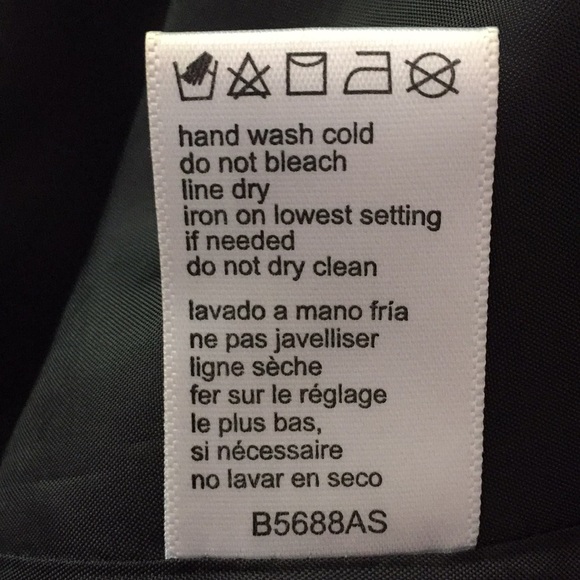 hand wash cold
do not bleach
line dry
iron on lowest setting
if needed
do not dry clean
lavado a mano fría
ne pas javelliser
ligne sèche
fer sur le réglage
le plus bas,
si nécessaire
no lavar en seco
B5688AS